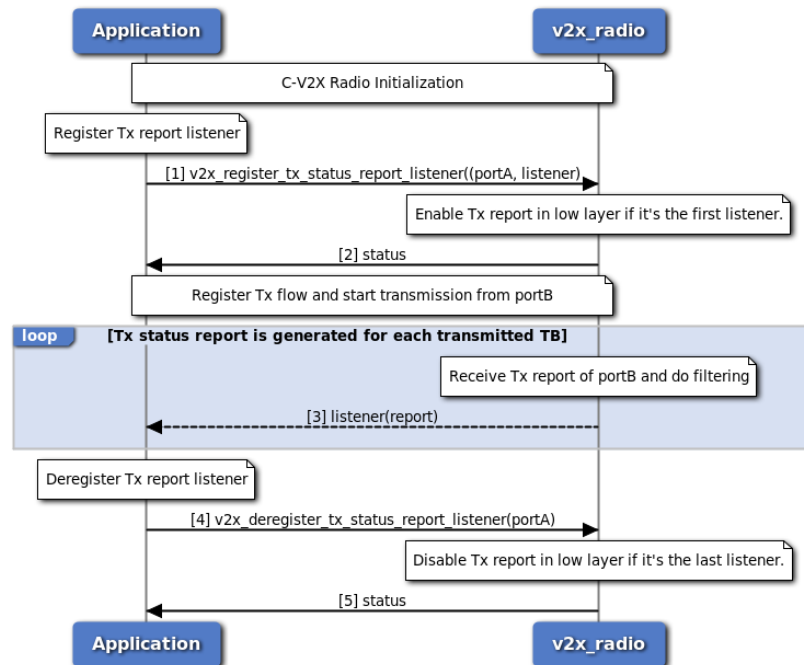 Application
v2x_radio
C-V2X Radio Initialization
Register Tx report listener
[1] v2x_register_tx_status_report_listener((portA, listener)
Enable Tx report in low layer if it's the first listener.
[2] status
Register Tx flow and start transmission from portB
loop
[Tx status report is generated for each transmitted TB]
Receive Tx report of portB and do filtering
[3] listener(report)
Deregister Tx report listener
[4] v2x_deregister_tx_status_report_listener(portA)
Disable Tx report in low layer if it's the last listener.
[5] status
Application
v2x_radio